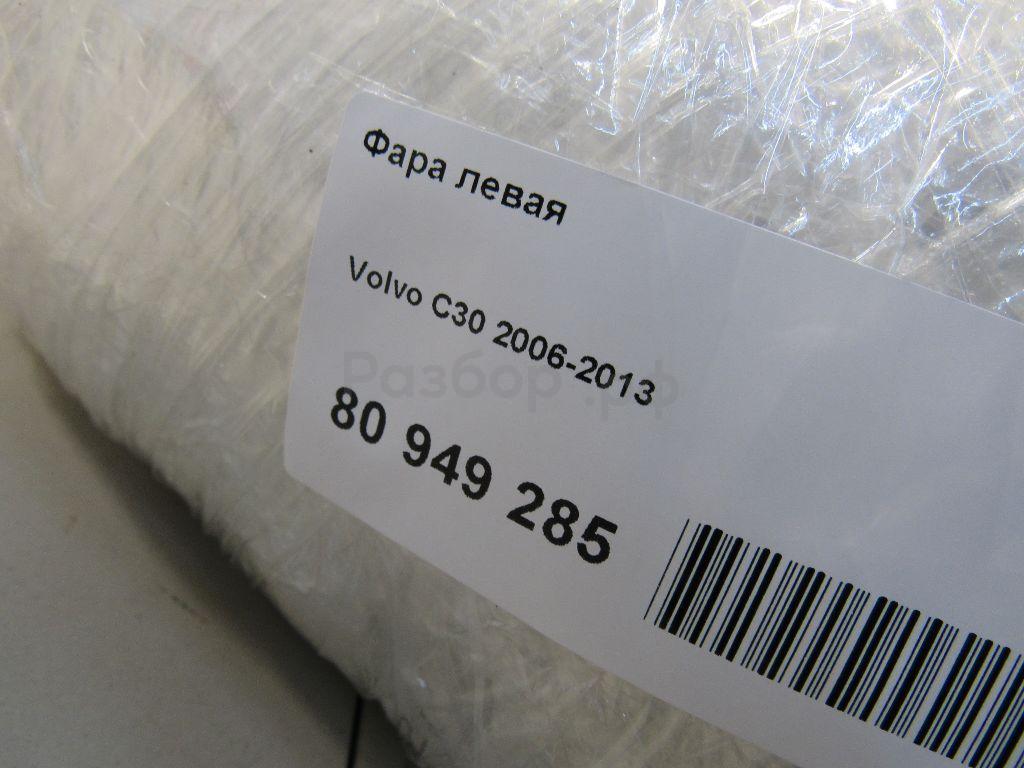 Фара левая
Volvo C30 2006-2013
Разбор.рф
80 949 285